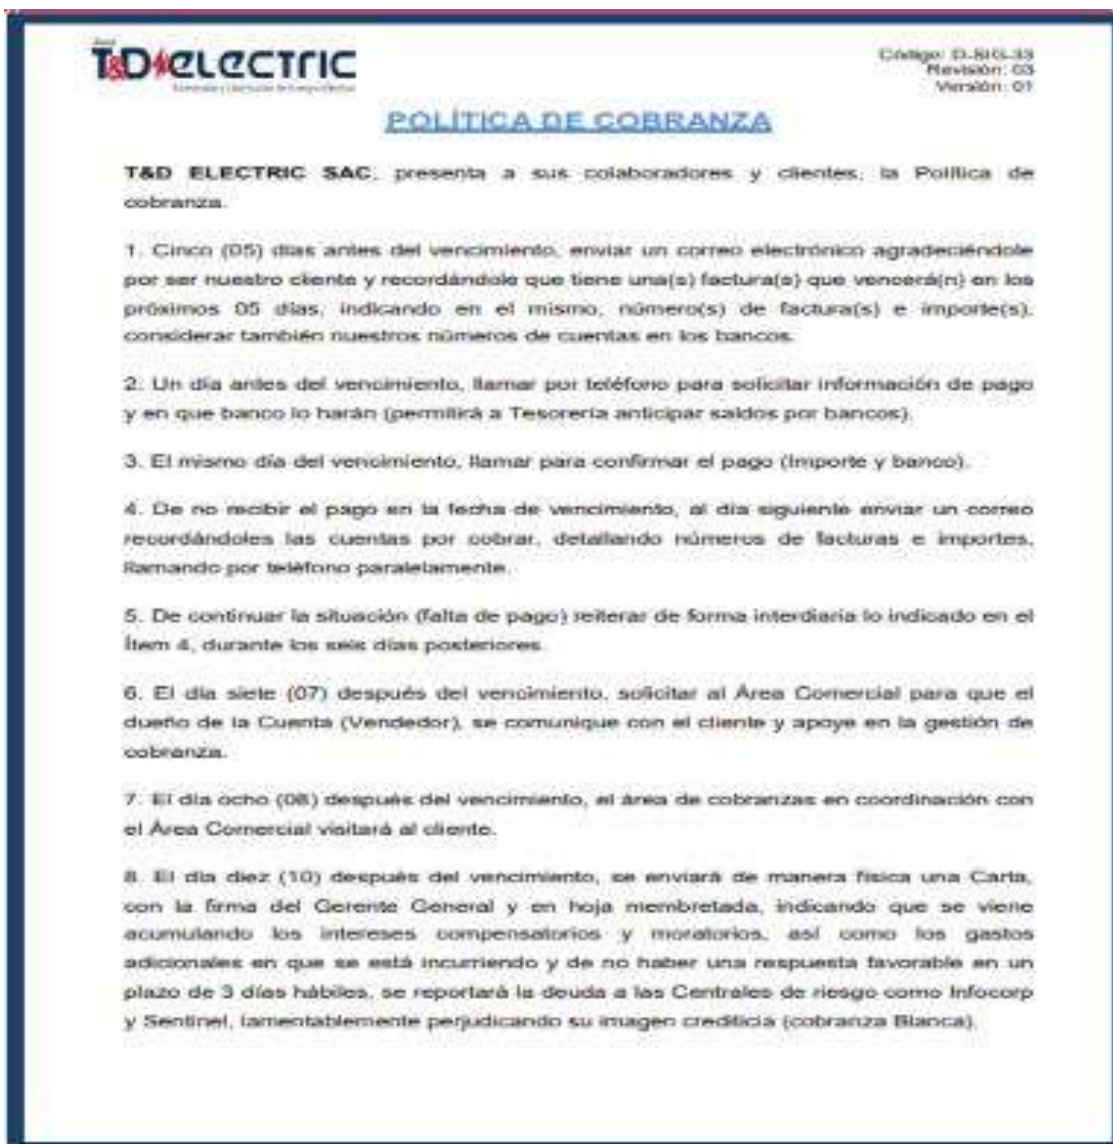 T&D ELECTRIC
Código: D-SIG-33
Revisión: 03
Versión: 01
POLÍTICA DE COBRANZA
T&D ELECTRIC SAC, presenta a sus colaboradores y clientes, la Política de
cobranza.
1. Cinco (05) días antes del vencimiento, enviar un correo electrónico agradeciéndole
por ser nuestro cliente y recordándole que tiene una(s) factura(s) que vencerá(n) en los
próximos 05 días, indicando en el mismo, número(s) de factura(s) e importe(s),
considerar también nuestros números de cuentas en los bancos.
2. Un día antes del vencimiento, llamar por teléfono para solicitar información de pago
y en que banco lo harán (permitirá a Tesorería anticipar saldos por bancos).
3. El mismo día del vencimiento, llamar para confirmar el pago (Importe y banco).
4. De no recibir el pago en la fecha de vencimiento, al día siguiente enviar un correo
recordándoles las cuentas por cobrar, detallando números de facturas e importes,
llamando por teléfono paralelamente.
5. De continuar la situación (falta de pago) reiterar de forma interdiaria lo indicado en el
Ítem 4, durante los seis días posteriores.
6. El día siete (07) después del vencimiento, solicitar al Área Comercial para que el
dueño de la Cuenta (Vendedor), se comunique con el cliente y apoye en la gestión de
cobranza.
7. El día ocho (08) después del vencimiento, el área de cobranzas en coordinación con
el Área Comercial visitará al cliente.
8. El día diez (10) después del vencimiento, se enviará de manera física una Carta,
con la firma del Gerente General y en hoja membretada, indicando que se viene
acumulando los intereses compensatorios y moratorios, así como los gastos
adicionales en que se está incurriendo y de no haber una respuesta favorable en un
plazo de 3 días hábiles, se reportará la deuda a las Centrales de riesgo como Infocorp
y Sentinel, lamentablemente perjudicando su imagen crediticia (cobranza Blanca).